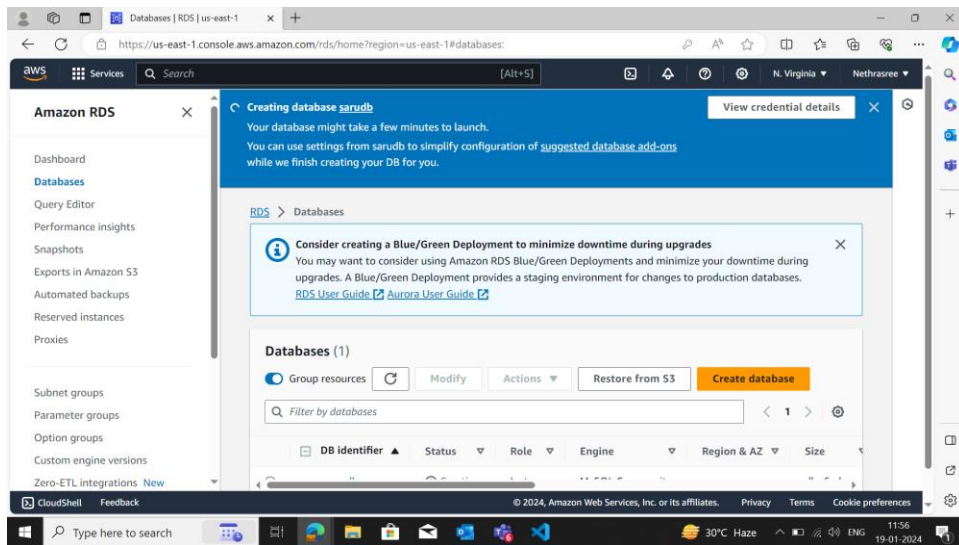 Databases | RDS | us-east-1
https://us-east-1.console.aws.amazon.com/rds/home?region=us-east-1#databases:
aws Services Search [Alt+S] N. Virginia Nethrasree
Amazon RDS
Dashboard
Databases
Query Editor
Performance insights
Snapshots
Exports in Amazon S3
Automated backups
Reserved instances
Proxies
Subnet groups
Parameter groups
Option groups
Custom engine versions
Zero-ETL integrations New
Creating database sarudb
View credential details
Your database might take a few minutes to launch.
You can use settings from sarudb to simplify configuration of suggested database add-ons
while we finish creating your DB for you.
RDS > Databases
Consider creating a Blue/Green Deployment to minimize downtime during upgrades
You may want to consider using Amazon RDS Blue/Green Deployments and minimize your downtime during
upgrades. A Blue/Green Deployment provides a staging environment for changes to production databases.
RDS User Guide Aurora User Guide
Databases (1)
Group resources Modify Actions Restore from S3 Create database
Filter by databases
1
DB identifier Status Role Engine Region & AZ Size
CloudShell Feedback © 2024, Amazon Web Services, Inc. or its affiliates. Privacy Terms Cookie preferences
Type here to search 30°C Haze ENG 11:56
19-01-2024